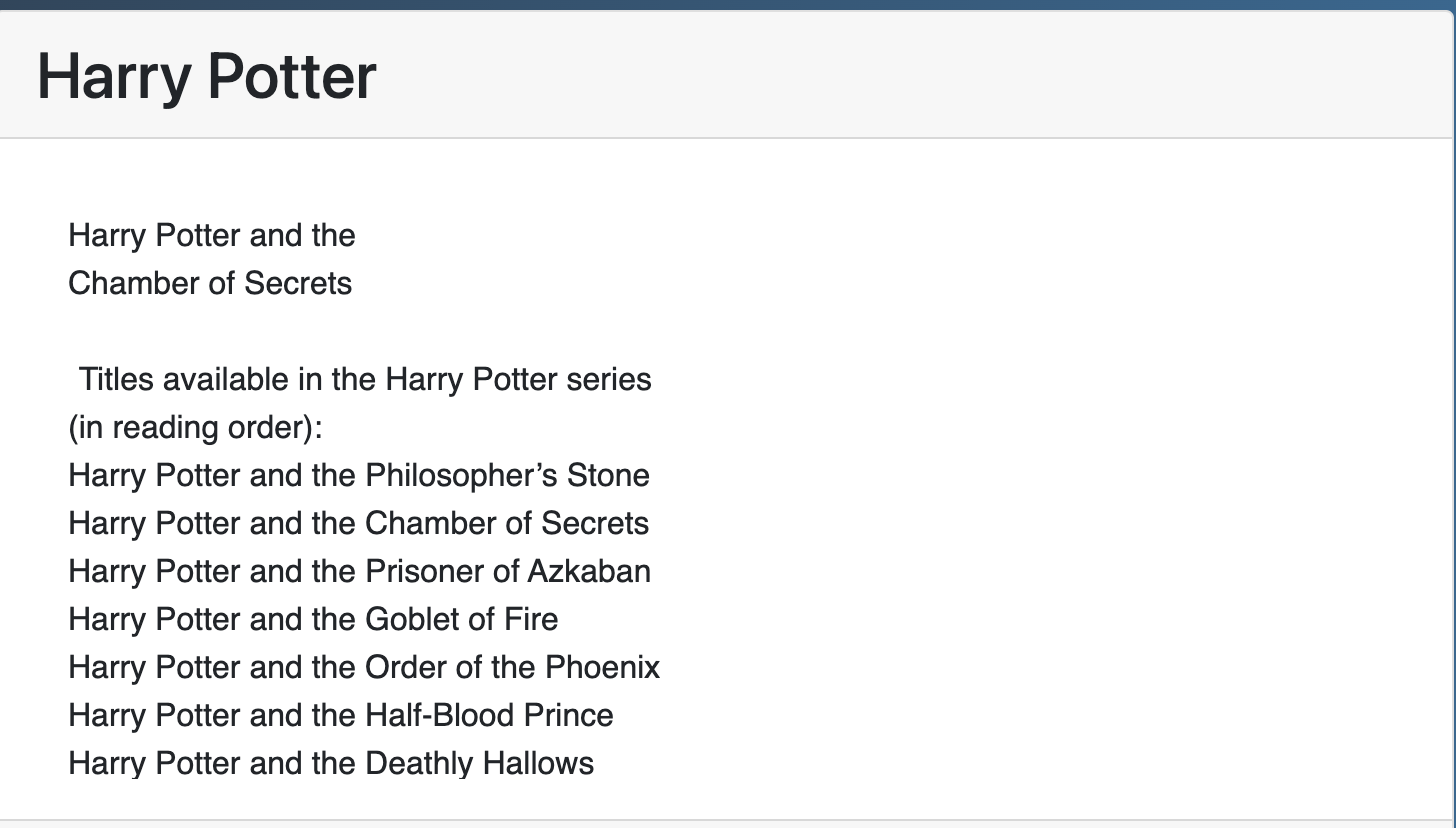 Harry Potter
Harry Potter and the
Chamber of Secrets
Titles available in the Harry Potter series
(in reading order):
Harry Potter and the Philosopher’s Stone
Harry Potter and the Chamber of Secrets
Harry Potter and the Prisoner of Azkaban
Harry Potter and the Goblet of Fire
Harry Potter and the Order of the Phoenix
Harry Potter and the Half-Blood Prince
Harry Potter and the Deathly Hallows